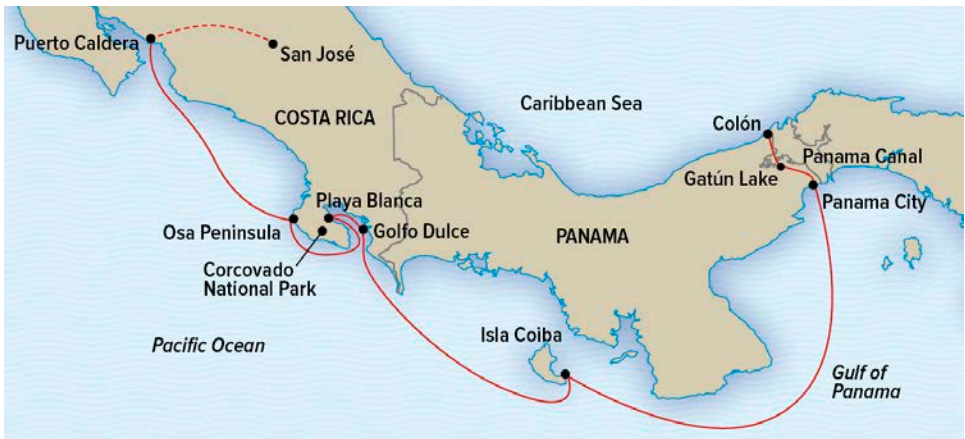 Puerto Caldera
San José
COSTA RICA
Caribbean Sea
Colón
Panama Canal
Gatún Lake
Panama City
Playa Blanca
Osa Peninsula
Golfo Dulce
PANAMA
Corcovado
National Park
Isla Coiba
Pacific Ocean
Gulf of
Panama